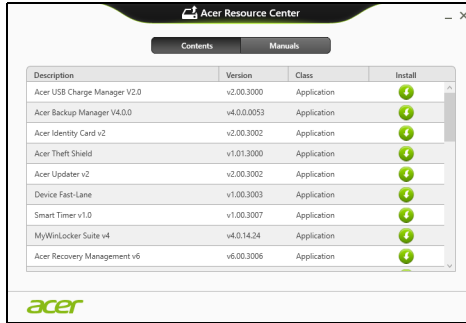 Acer Resource Center
Contents Manuals
Description Version Class Install
Acer USB Charge Manager V2.0 v2.00.3000 Application
Acer Backup Manager V4.0.0 v4.0.0.0053 Application
Acer Identity Card v2 v2.00.3002 Application
Acer Theft Shield v1.01.3000 Application
Acer Updater v2 v2.00.3002 Application
Device Fast-Lane v1.00.3003 Application
Smart Timer v1.0 v1.00.3007 Application
MyWinLocker Suite v4 v4.0.14.24 Application
Acer Recovery Management v6 v6.00.3006 Application
acer